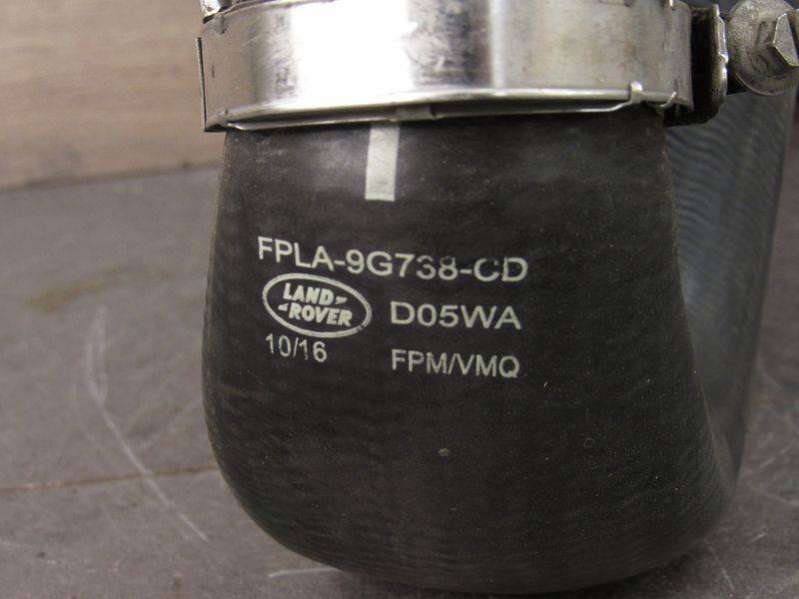 FPLA-9G738-CD
LAND-
-ROVER
D05WA
10/16
FPM/VMQ